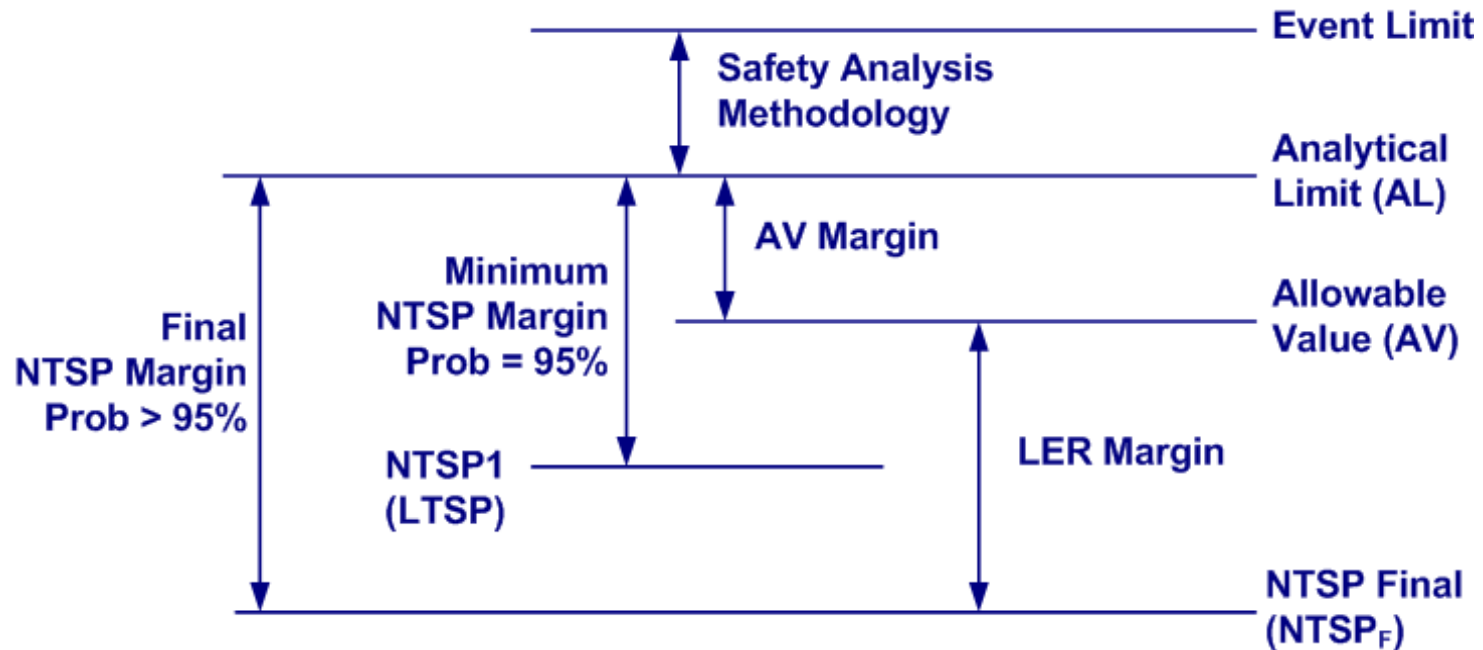 Event Limit
Safety Analysis
Methodology
Analytical
Limit (AL)
AV Margin
Minimum
NTSP Margin
Prob = 95%
Allowable
Value (AV)
Final
NTSP Margin
Prob > 95%
LER Margin
NTSP1
(LTSP)
NTSP Final
(NTSPF)